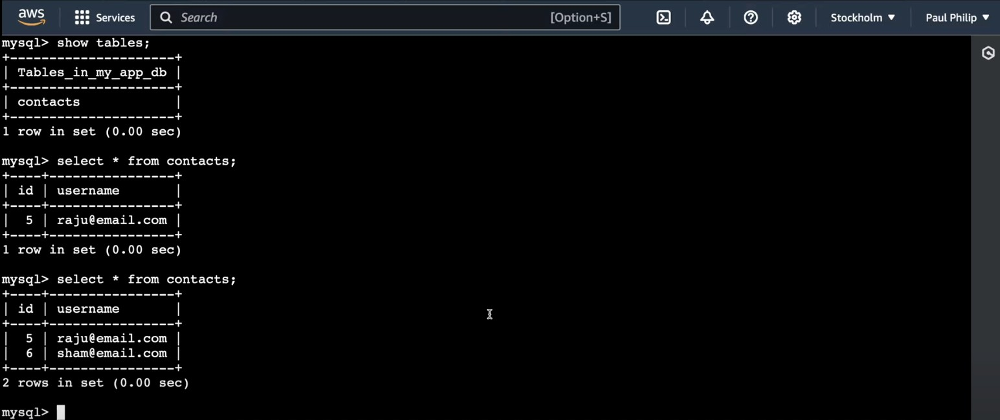 aws Services Search [Option+S] Stockholm ▼ Paul Philip ▼
mysql> show tables;
+--------------------+
| Tables_in_my_app_db |
+--------------------+
| contacts |
+--------------------+
1 row in set (0.00 sec)
mysql> select * from contacts;
+----+----------------+
| id | username |
+----+----------------+
| 5 | raju@email.com |
+----+----------------+
1 row in set (0.00 sec)
mysql> select * from contacts;
+----+----------------+
| id | username |
+----+----------------+
| 5 | raju@email.com |
| 6 | sham@email.com |
+----+----------------+
2 rows in set (0.00 sec)
mysql>